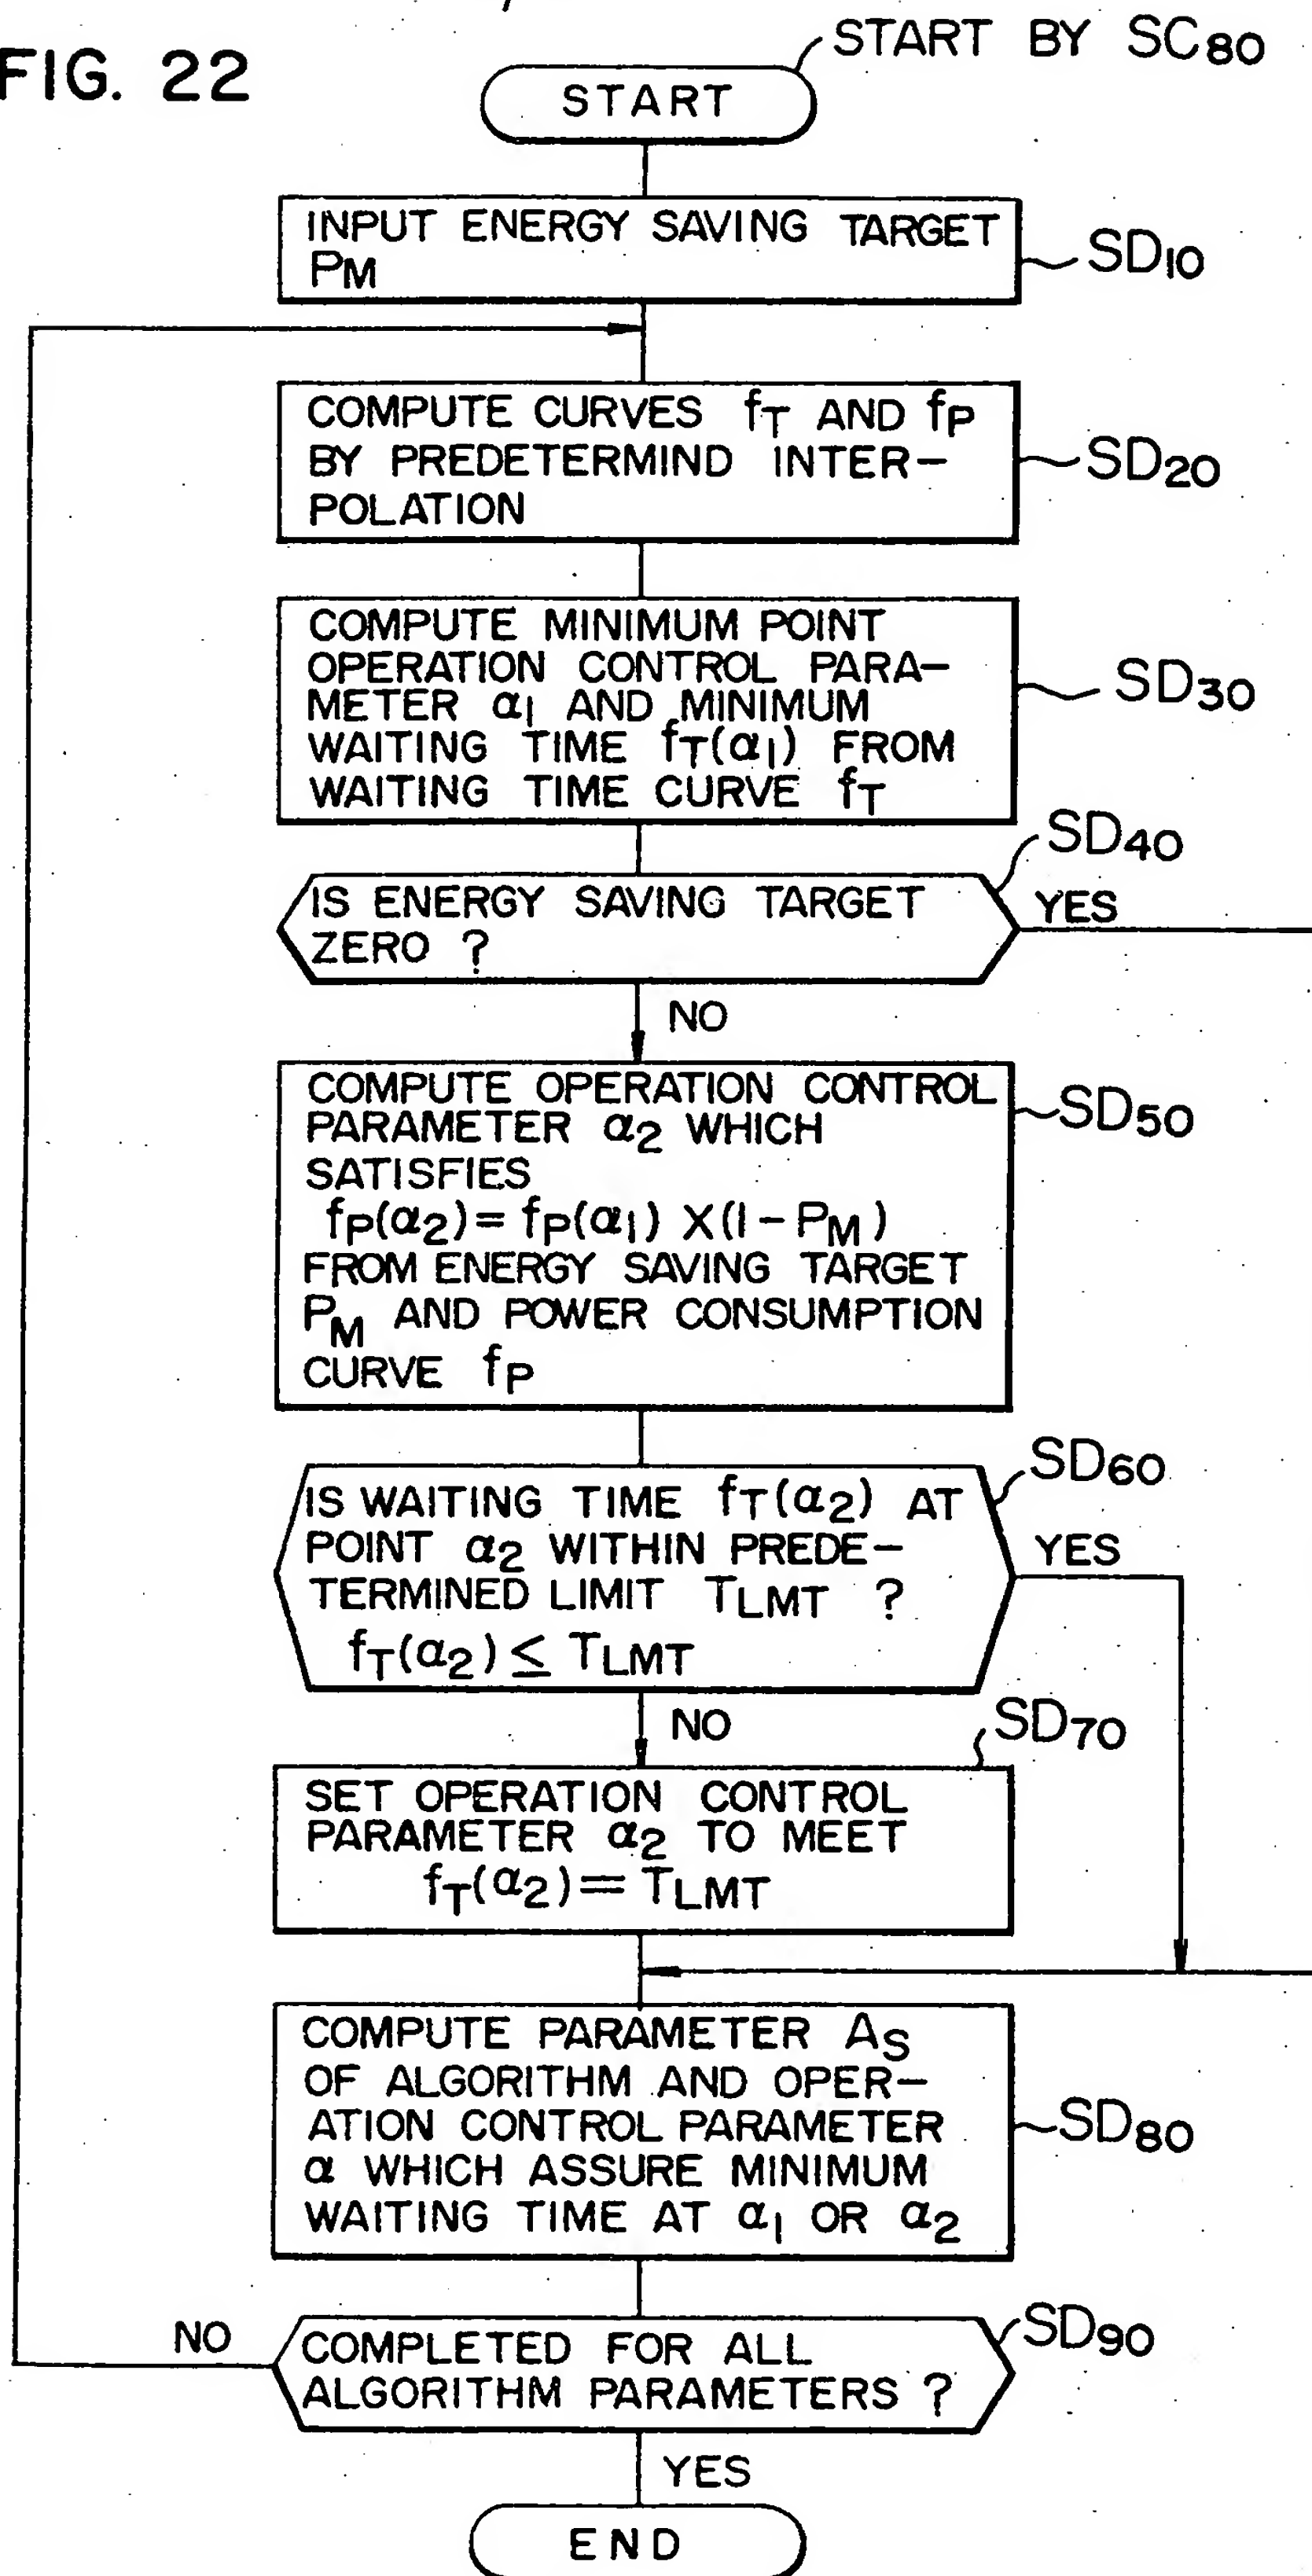 FIG. 22
START BY SC80
START
INPUT ENERGY SAVING TARGET
PM
SD10
COMPUTE CURVES fT AND fP
BY PREDETERMIND INTER-
POLATION
SD20
COMPUTE MINIMUM POINT
OPERATION CONTROL PARA-
METER α1 AND MINIMUM
WAITING TIME fT(α1) FROM
WAITING TIME CURVE fT
SD30
SD40
IS ENERGY SAVING TARGET
ZERO ?
YES
NO
COMPUTE OPERATION CONTROL
PARAMETER α2 WHICH
SATISFIES
fP(α2)= fP(α1) X(1-PM)
FROM ENERGY SAVING TARGET
PM AND POWER CONSUMPTION
CURVE fP
SD50
SD60
IS WAITING TIME fT(α2) AT
POINT α2 WITHIN PREDE-
TERMINED LIMIT TLMT ?
fT(α2) ≤ TLMT
YES
NO
SD70
SET OPERATION CONTROL
PARAMETER α2 TO MEET
fT(α2)= TLMT
COMPUTE PARAMETER AS
OF ALGORITHM AND OPER-
ATION CONTROL PARAMETER
α WHICH ASSURE MINIMUM
WAITING TIME AT α1 OR α2
SD80
SD90
NO
COMPLETED FOR ALL
ALGORITHM PARAMETERS ?
YES
END